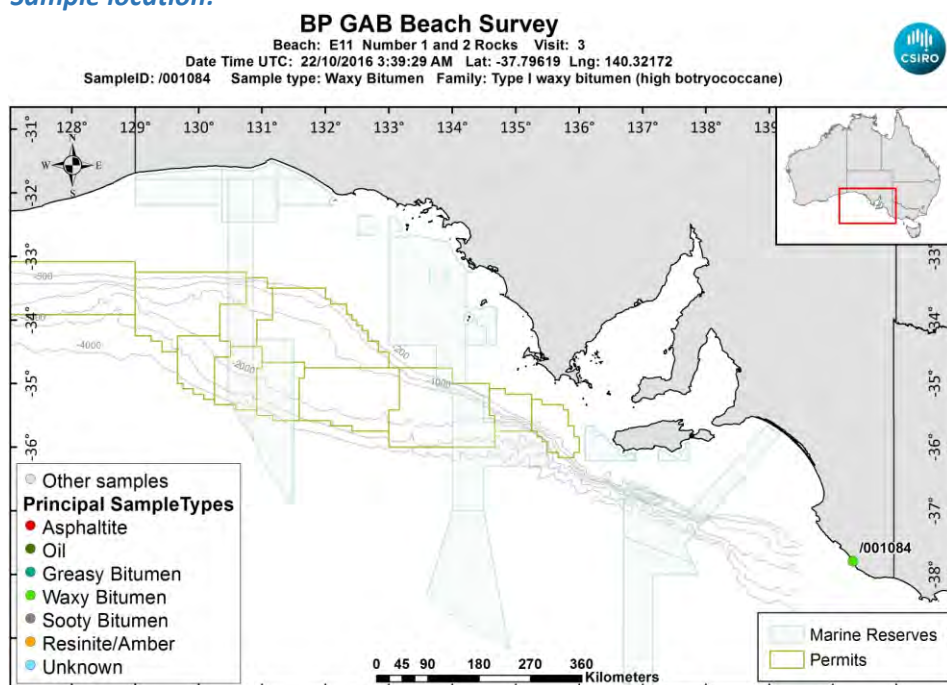 Sample location:
BP GAB Beach Survey
Beach: E11 Number 1 and 2 Rocks Visit: 3
Date Time UTC: 22/10/2016 3:39:29 AM Lat: -37.79619 Lng: 140.32172
SampleID: /001084 Sample type: Waxy Bitumen Family: Type I waxy bitumen (high botryococcane)
CSIRO
128° 129° 130° 131° 132° 133° 134° 135° 136° 137° 138° 139
-31°
-32°
-33°
-34°
-35°
-36°
-37°
-38°
N
W E
S
-33°
-34°
-35°
-36°
-37°
-38°
-4000
-2000
-200
-1000
/001084
Other samples
Principal SampleTypes
Asphaltite
Oil
Greasy Bitumen
Waxy Bitumen
Sooty Bitumen
Resinite/Amber
Unknown
0 45 90 180 270 360
Kilometers
Marine Reserves
Permits